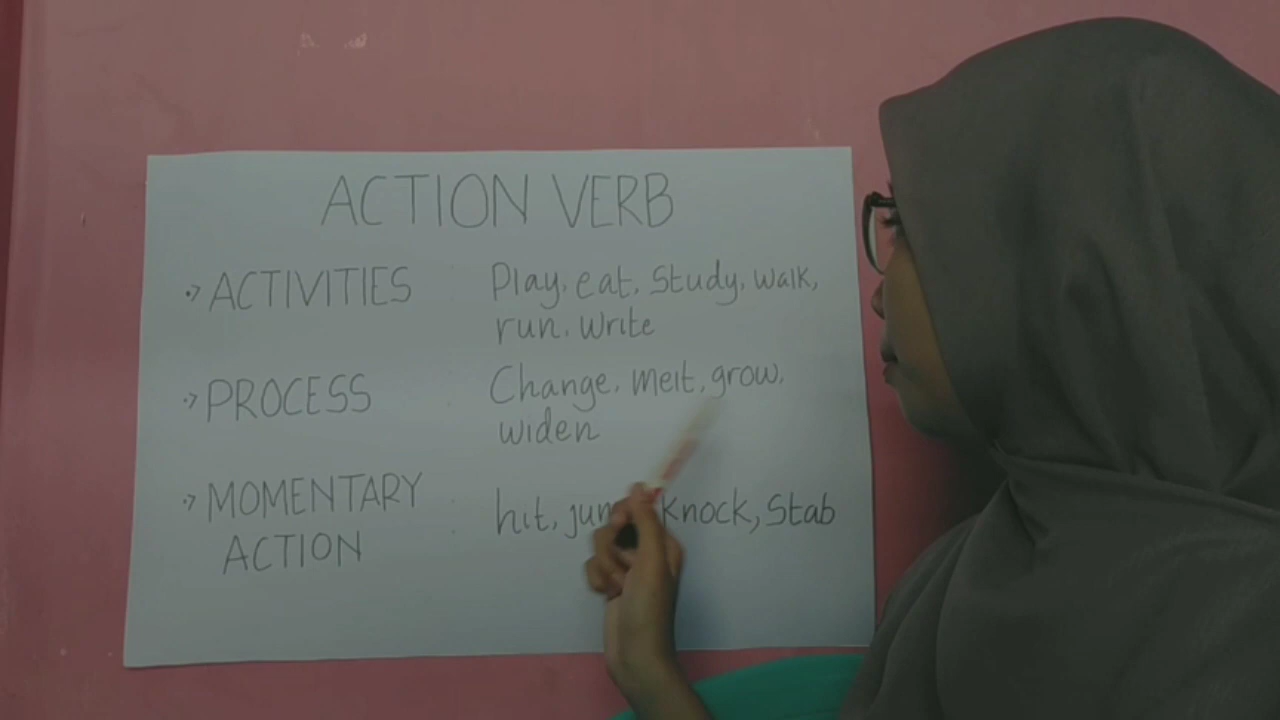 ACTION VERB
·> ACTIVITIES : Play, eat, Study, walk,
run, write
·> PROCESS Change, melt, grow,
widen
·> MOMENTARY : hit, knock, Stab
ACTION